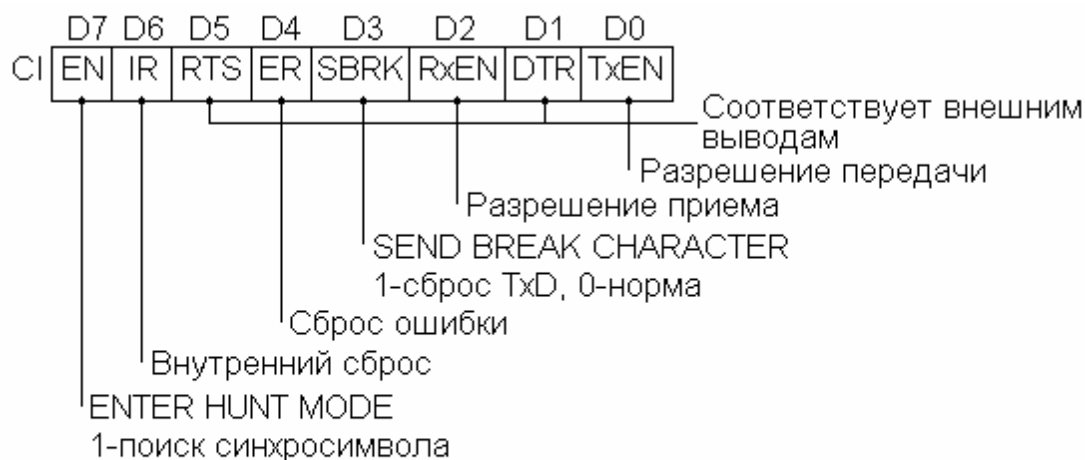 D7 D6 D5 D4 D3 D2 D1 D0
CI EN IR RTS ER SBRK RxEN DTR TxEN
Соответствует внешним
выводам
Разрешение передачи
Разрешение приема
SEND BREAK CHARACTER
1-сброс TxD, 0-норма
Сброс ошибки
Внутренний сброс
ENTER HUNT MODE
1-поиск синхросимвола